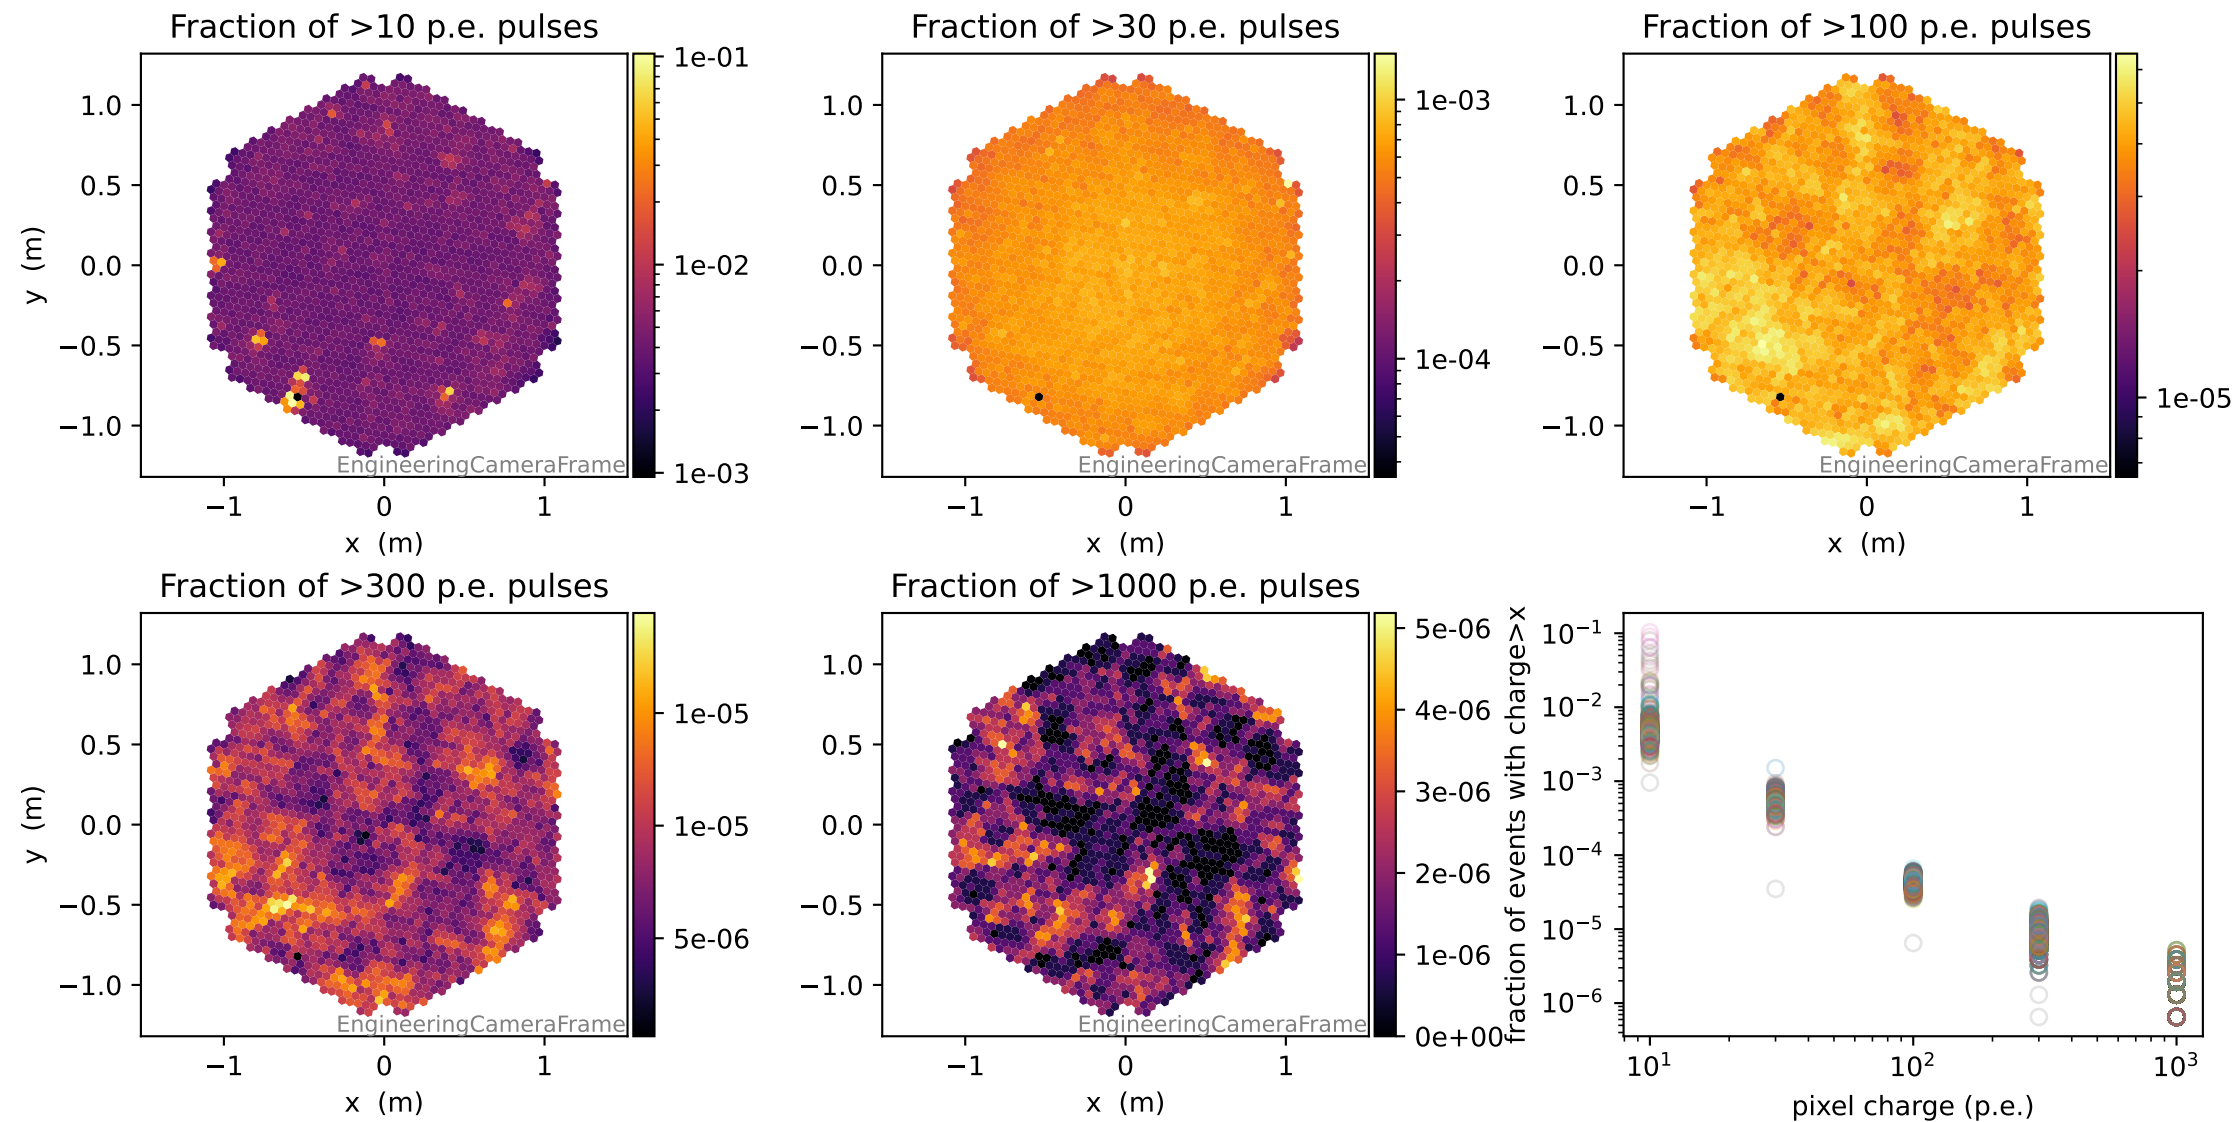 Fraction of >10 p.e. pulses
1.0
0.5
0.0
−0.5
−1.0
y (m)
−1 0 1
x (m)
EngineeringCameraFrame
1e-01
1e-02
1e-03
Fraction of >30 p.e. pulses
1.0
0.5
0.0
−0.5
−1.0
−1 0 1
x (m)
EngineeringCameraFrame
1e-03
1e-04
Fraction of >100 p.e. pulses
1.0
0.5
0.0
−0.5
−1.0
−1 0 1
x (m)
EngineeringCameraFrame
1e-05
Fraction of >300 p.e. pulses
1.0
0.5
0.0
−0.5
−1.0
y (m)
−1 0 1
x (m)
EngineeringCameraFrame
1e-05
1e-05
5e-06
Fraction of >1000 p.e. pulses
1.0
0.5
0.0
−0.5
−1.0
−1 0 1
x (m)
EngineeringCameraFrame
5e-06
4e-06
3e-06
2e-06
1e-06
0e+00
fraction of events with charge>x
10⁻¹
10⁻²
10⁻³
10⁻⁴
10⁻⁵
10⁻⁶
10¹ 10² 10³
pixel charge (p.e.)